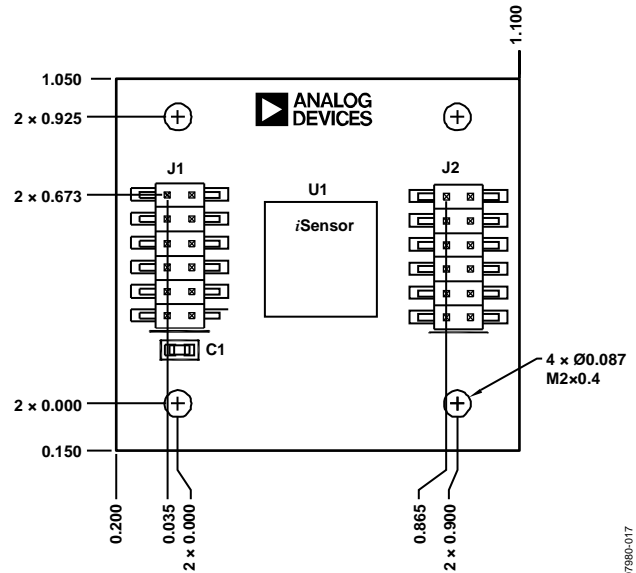 1.100
1.050
2 × 0.925
ANALOG
DEVICES
J1
J2
2 × 0.673
U1
iSensor
C1
4 × Ø0.087
M2×0.4
2 × 0.000
0.150
0.200
0.035
2 × 0.000
0.865
2 × 0.900
07980-017